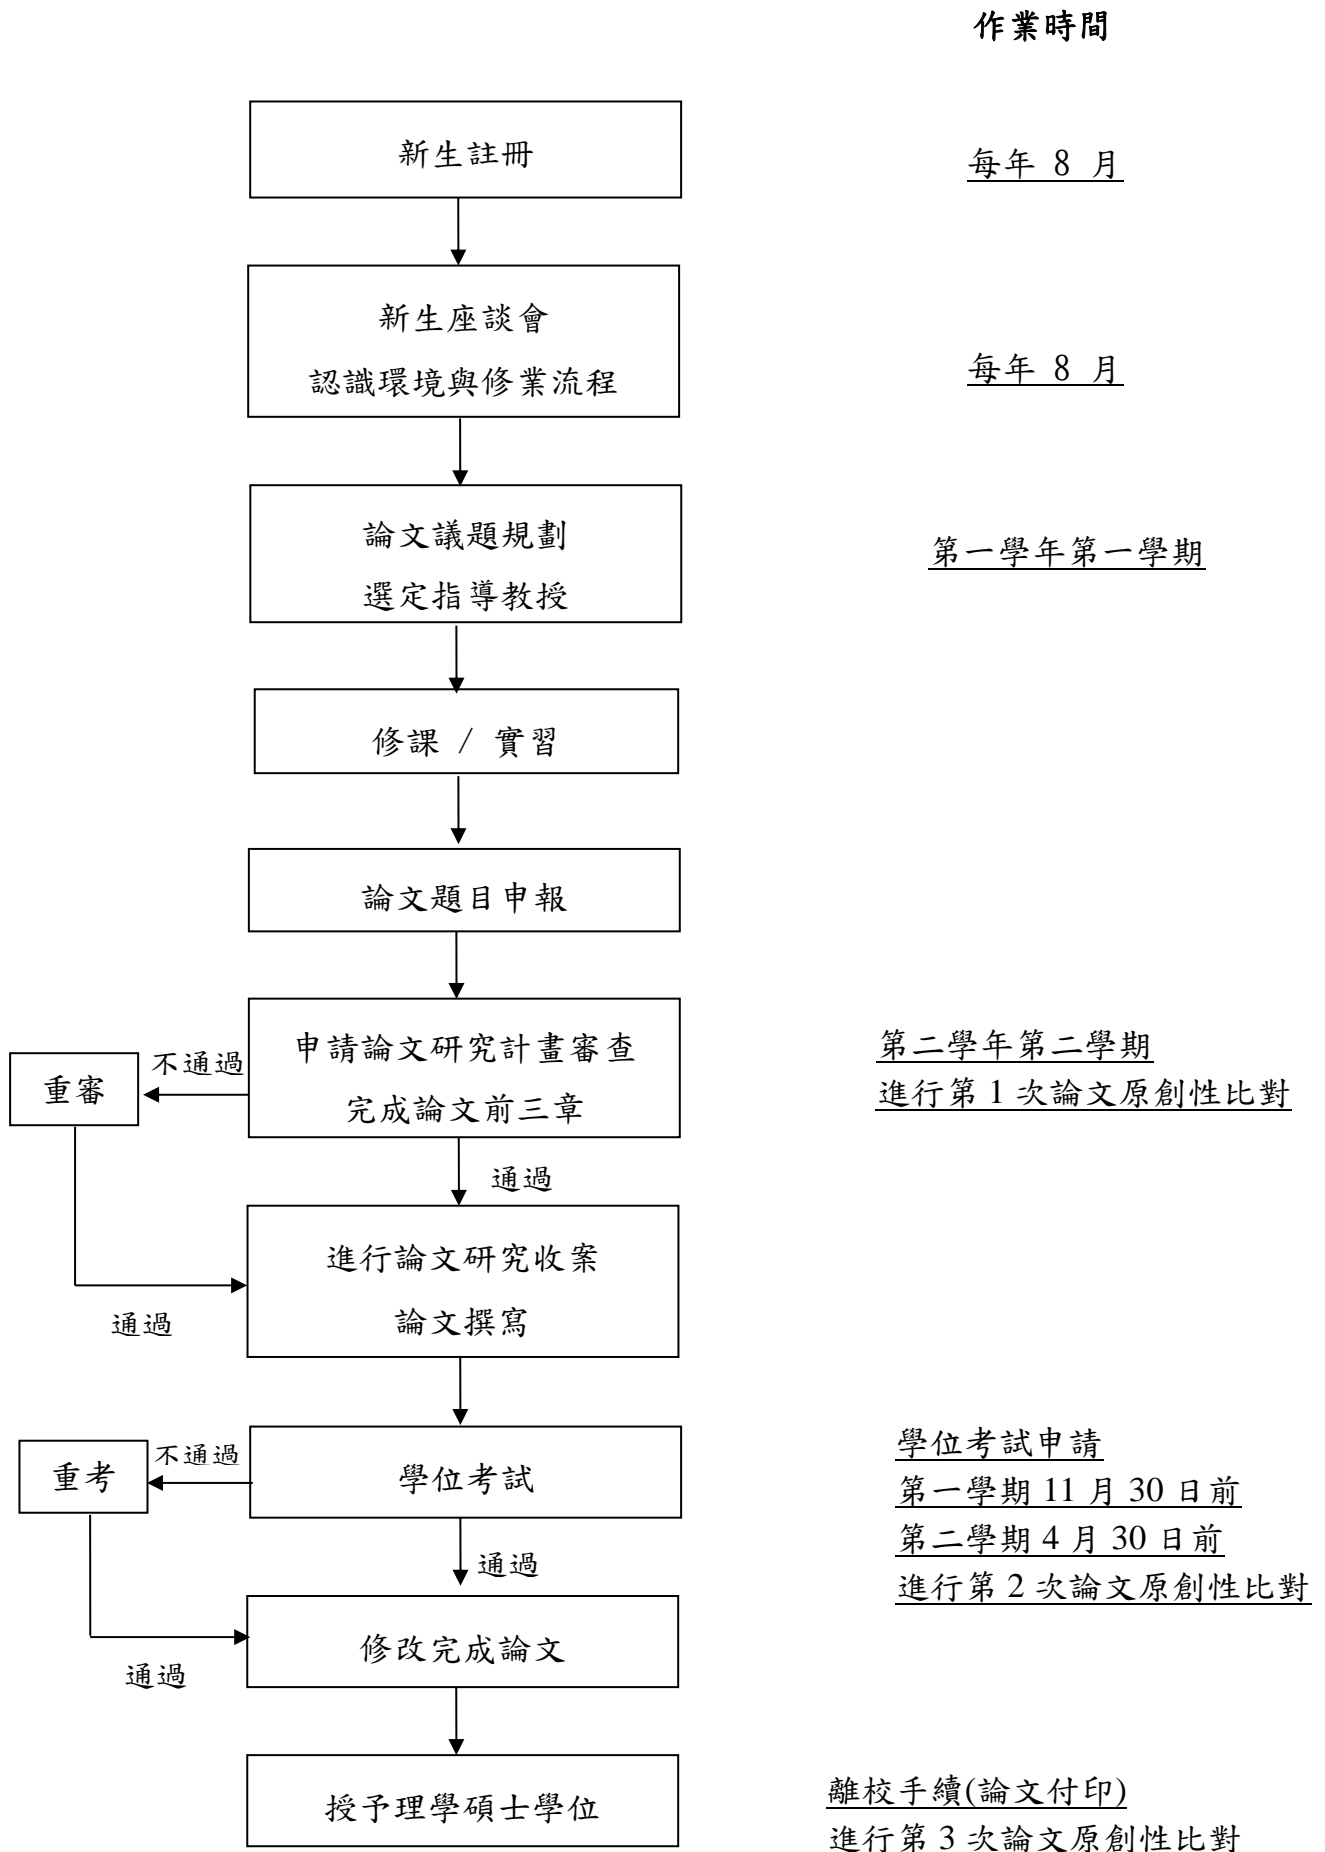 作業時間
新生註冊
每年 8 月
新生座談會
認識環境與修業流程
每年 8 月
論文議題規劃
選定指導教授
第一學年第一學期
修課 / 實習
論文題目申報
申請論文研究計畫審查
完成論文前三章
不通過
重審
第二學年第二學期
進行第 1 次論文原創性比對
通過
進行論文研究收案
論文撰寫
通過
學位考試
不通過
重考
學位考試申請
第一學期 11 月 30 日前
第二學期 4 月 30 日前
進行第 2 次論文原創性比對
通過
修改完成論文
通過
授予理學碩士學位
離校手續(論文付印)
進行第 3 次論文原創性比對